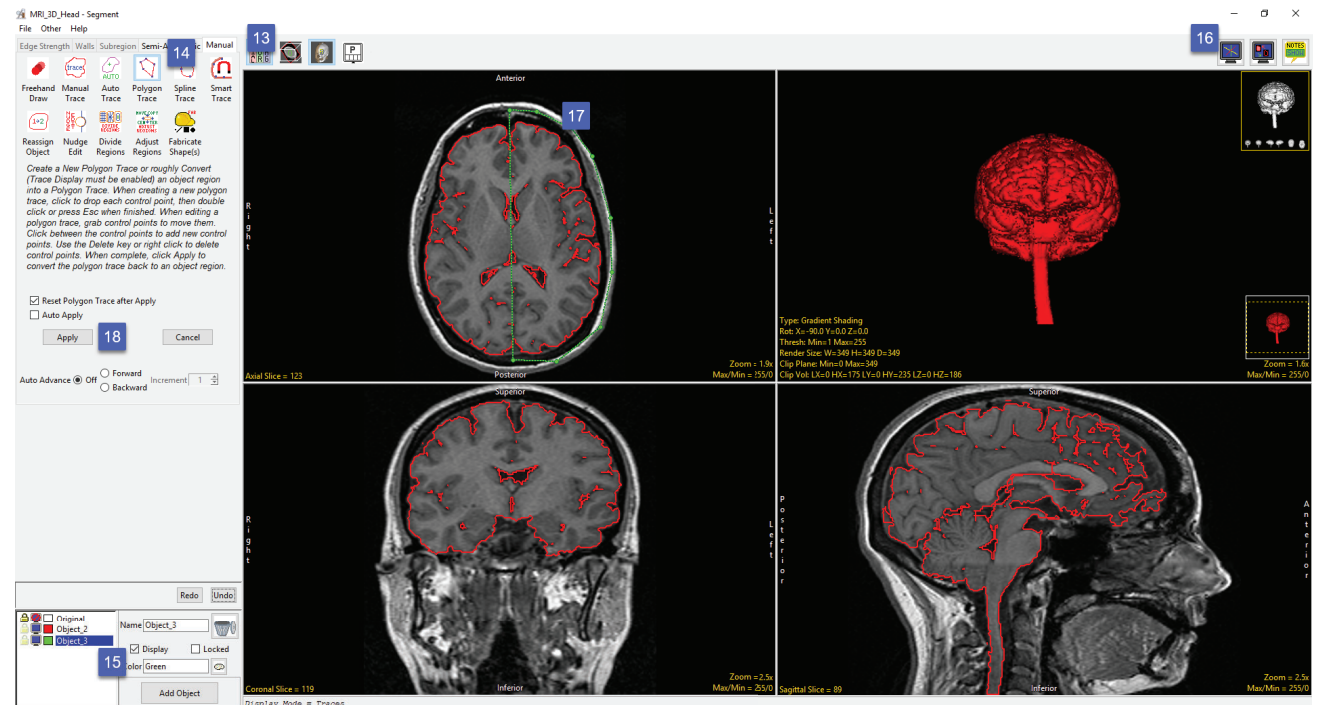 MRI_3D_Head - Segment
File Other Help
13
16
NOTES
Edge Strength Walls Subregion Semi-A
14
Manual
P
trace
AUTO
Freehand Draw
Manual Trace
Auto Trace
Polygon Trace
Spline Trace
Smart Trace
1+2
Reassign Object
Nudge Edit
Divide Regions
Adjust Regions
Fabricate Shape(s)
Create a New Polygon Trace or roughly Convert
(Trace Display must be enabled) an object region
into a Polygon Trace. When creating a new polygon
trace, click to drop each control point, then double
click or press Esc when finished. When editing a
polygon trace, grab control points to move them.
Click between the control points to add new control
points. Use the Delete key or right click to delete
control points. When complete, click Apply to
convert the polygon trace back to an object region.
Reset Polygon Trace after Apply
Auto Apply
Apply
18
Cancel
Auto Advance Off Forward Backward Increment 1
Redo Undo
Original
Object_2
Object_3
Name Object_3
Display Locked
15
Color Green
Add Object
Anterior
17
Right
Left
Axial Slice = 123
Posterior
Zoom = 1.9x
Max/Min = 255/0
Type: Gradient Shading
Rot: X=-90.0 Y=0.0 Z=0.0
Thresh: Min=1 Max=255
Render Size: W=349 H=349 D=349
Clip Plane: Min=0 Max=349
Clip Vol: LX=0 HX=175 LY=0 HY=235 LZ=0 HZ=186
Zoom = 1.6x
Max/Min = 255/0
Superior
Right
Left
Coronal Slice = 119
Inferior
Zoom =2.5x
Max/Min = 255/0
Superior
Posterior
Anterior
Sagittal Slice = 89
Inferior
Zoom = 2.5x
Max/Min = 255/0
Display Mode = Traces